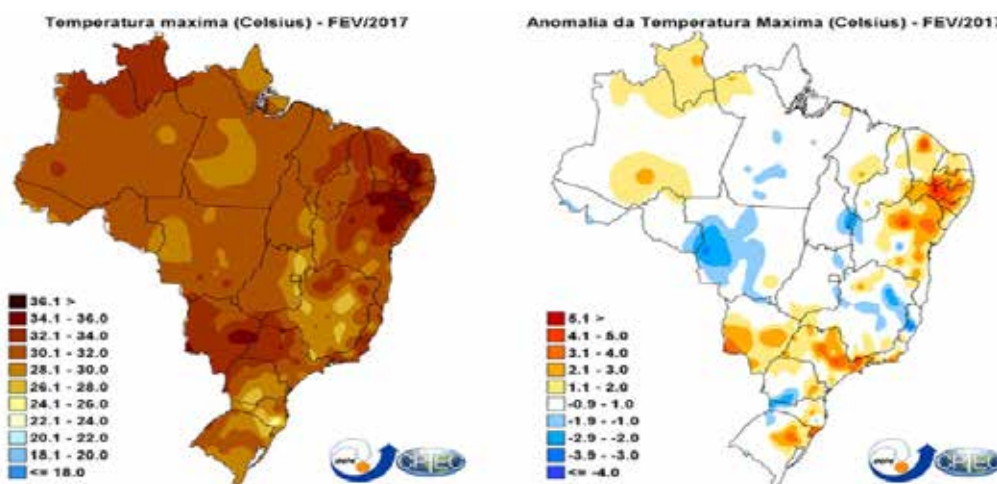 Temperatura maxima (Celsius) - FEV/2017
36.1 >
34.1 - 36.0
32.1 - 34.0
30.1 - 32.0
28.1 - 30.0
26.1 - 28.0
24.1 - 26.0
22.1 - 24.0
20.1 - 22.0
18.1 - 20.0
<= 18.0
CPTEC
Anomalia da Temperatura Maxima (Celsius) - FEV/201
5.1 >
4.1 - 5.0
3.1 - 4.0
2.1 - 3.0
1.1 - 2.0
-0.9 - 1.0
-1.9 - -1.0
-2.9 - -2.0
-3.9 - -3.0
<= -4.0
CPTEC